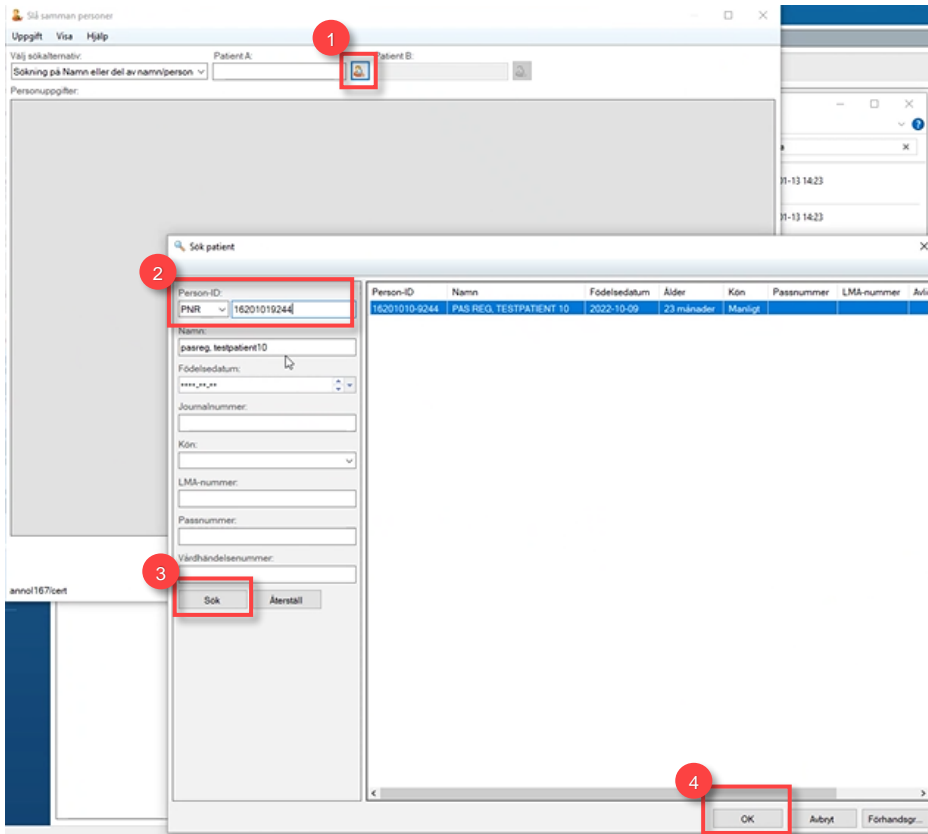 Slå samman personer
Uppgift Visa Hjälp
1
Välj sökalternativ: Patient A: Patient B:
Sökning på Namn eller del av namn/person
Personuppgifter:
01-13 14:23
01-13 14:23
Sök patient
2
Person-ID:
PNR 16201019244
Namn:
pasreg, testpatient10
Födelsedatum:
****-**-**
Journalnummer:
Kön:
LMA-nummer:
Passnummer:
Vårdhändelsenummer:
3
Sök Återställ
Person-ID Namn Födelsedatum Ålder Kön Passnummer LMA-nummer Avli
16201010-9244 PAS REG, TESTPATIENT 10 2022-10-09 23 månader Manligt
annol167/cert
4
OK Avbryt Förhandsgr...